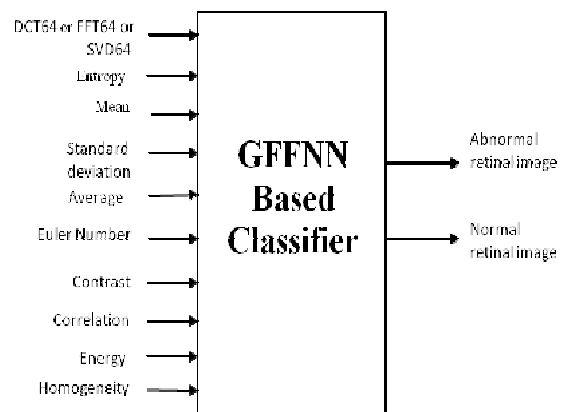 DCT64 or FFT64 or
SVD64
Entropy
Mean
Standard
deviation
Average
Euler Number
Contrast
Correlation
Energy
Homogeneity
GFFNN
Based
Classifier
Abnormal
retinal image
Normal
retinal image